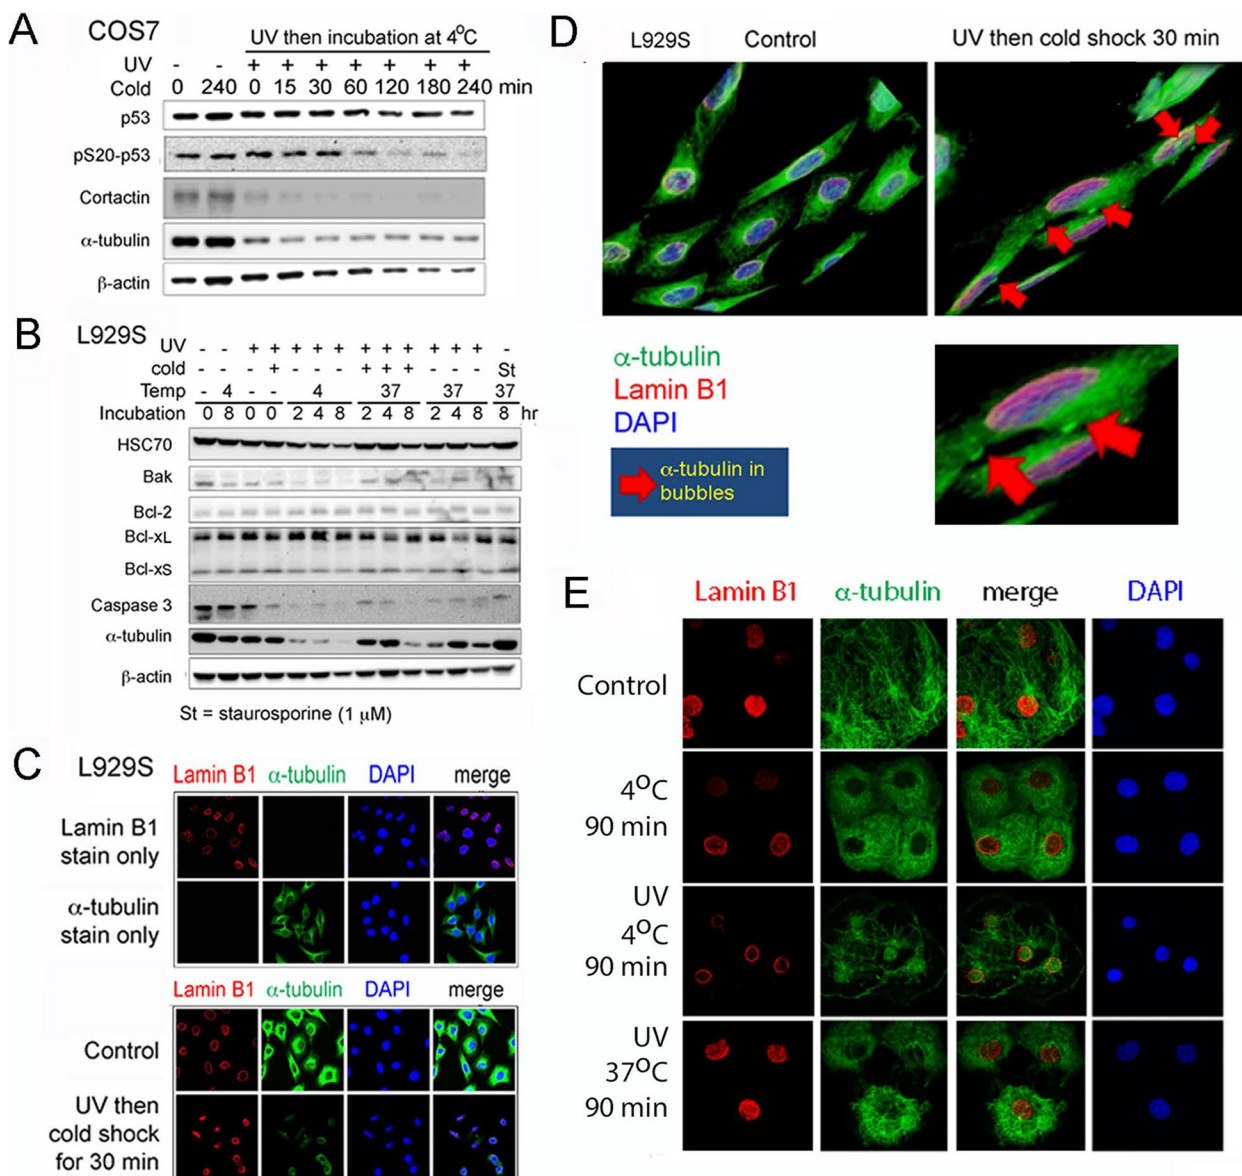 A
COS7
UV then incubation at 4°C
UV - - + + + + + + +
Cold 0 240 0 15 30 60 120 180 240 min
p53
pS20-p53
Cortactin
α-tubulin
β-actin
B
L929S
UV - - + + + + + + + + + + + -
cold + + + + St
Temp - 4 - - 4 37 37 37
Incubation 0 8 0 0 2 4 8 2 4 8 2 4 8 8 hr
HSC70
Bak
Bcl-2
Bcl-xL
Bcl-xS
Caspase 3
α-tubulin
β-actin
St = staurosporine (1 μM)
C
L929S
Lamin B1 α-tubulin DAPI merge
Lamin B1
stain only
α-tubulin
stain only
Lamin B1 α-tubulin DAPI merge
Control
UV then
cold shock
for 30 min
D
L929S Control UV then cold shock 30 min
α-tubulin
Lamin B1
DAPI
α-tubulin in
bubbles
E
Lamin B1 α-tubulin merge DAPI
Control
4°C
90 min
UV
4°C
90 min
UV
37°C
90 min